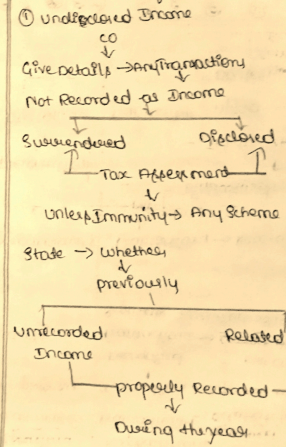 ① Undisclosed Income
CO
Give Details → Any Transactions
Not Recorded as Income
Surrendered Disclosed
Tax Assessment
Unless Immunity → Any Scheme
State → Whether
previously
Unrecorded Related
Income
properly Recorded
During the year